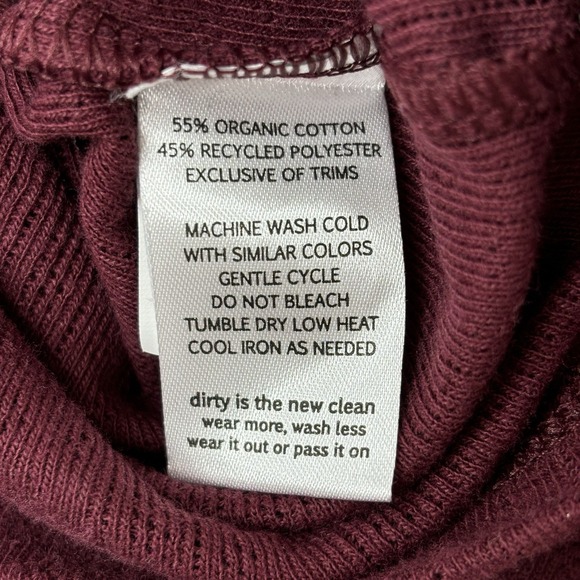 55% ORGANIC COTTON
45% RECYCLED POLYESTER
EXCLUSIVE OF TRIMS
MACHINE WASH COLD
WITH SIMILAR COLORS
GENTLE CYCLE
DO NOT BLEACH
TUMBLE DRY LOW HEAT
COOL IRON AS NEEDED
dirty is the new clean
wear more, wash less
wear it out or pass it on